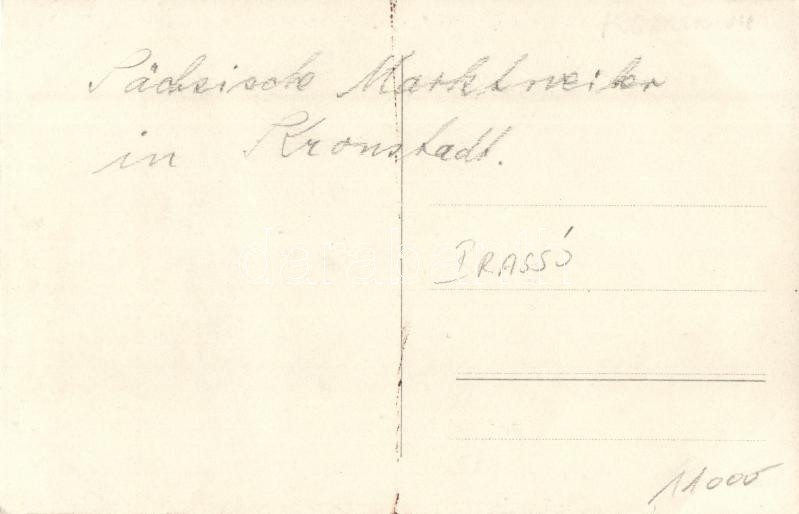 Sächsische Marktweiber
in Kronstadt.
BRASSÓ
11000